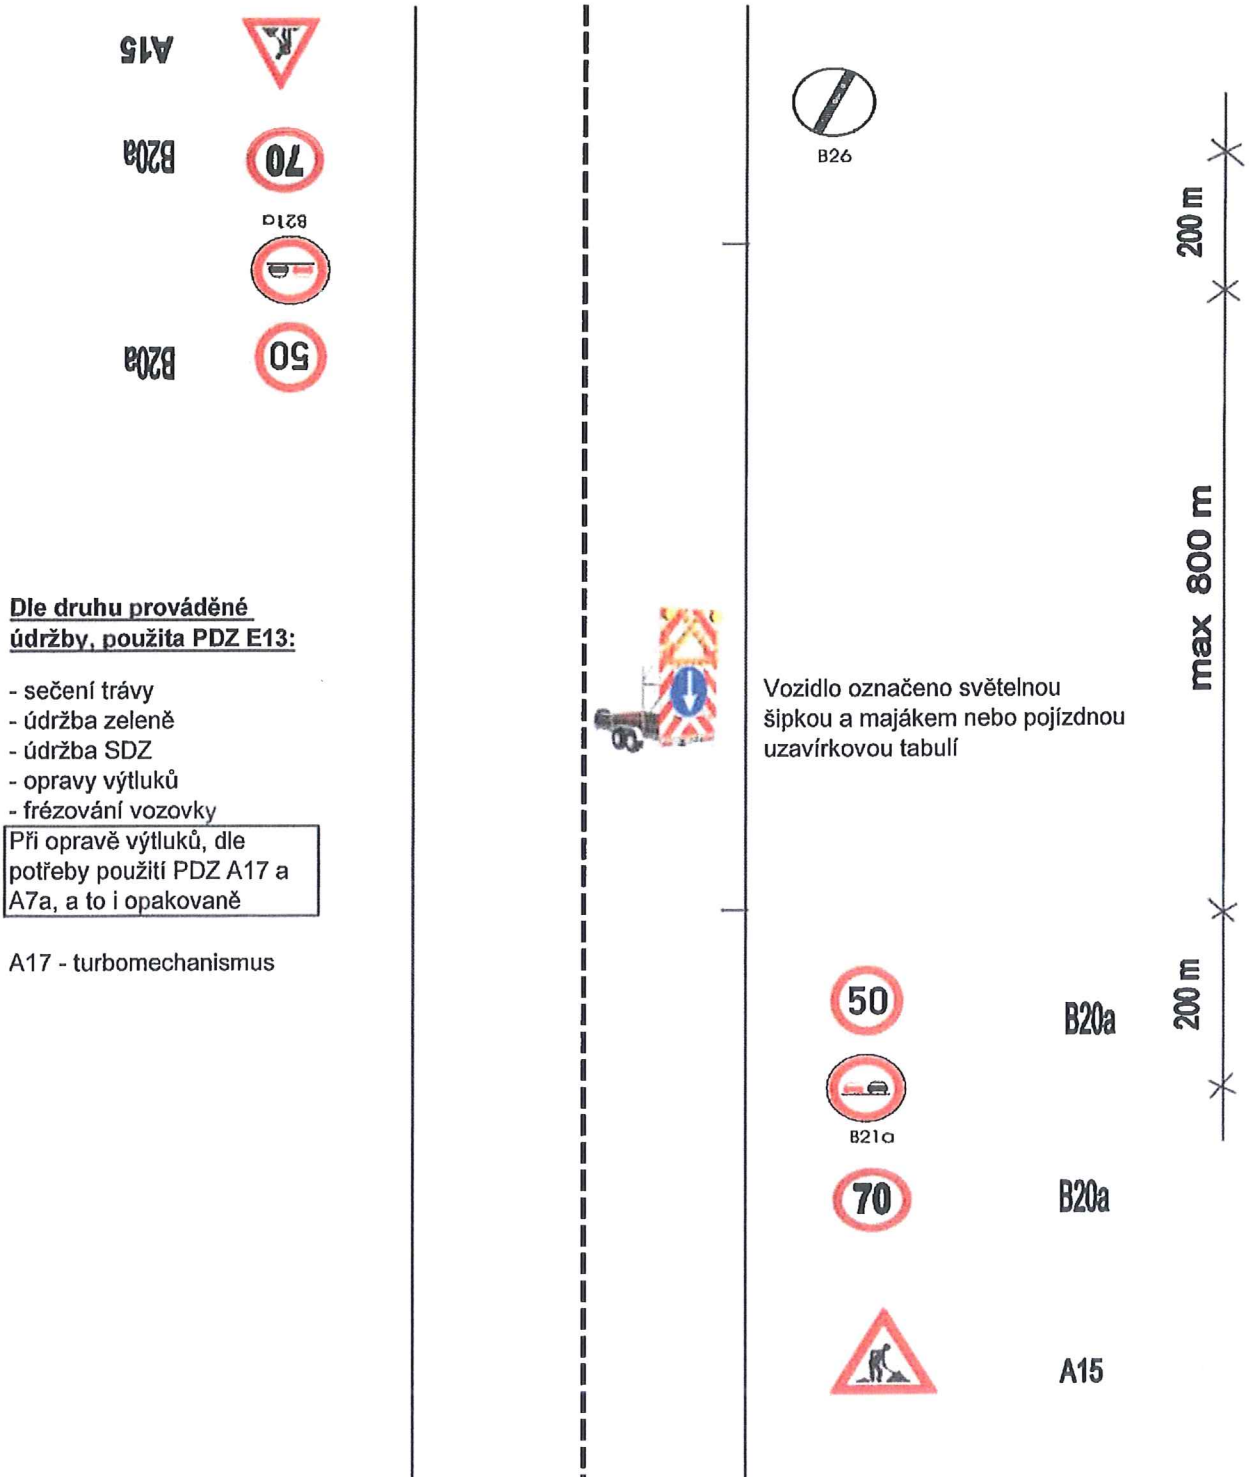 A15
B20a
70
B21a
B20a
50
B26
200 m
max 800 m
Dle druhu prováděné
údržby, použita PDZ E13:
- sečení trávy
- údržba zeleně
- údržba SDZ
- opravy výtluků
- frézování vozovky
Při opravě výtluků, dle
potřeby použití PDZ A17 a
A7a, a to i opakovaně
A17 - turbomechanismus
Vozidlo označeno světelnou
šipkou a majákem nebo pojízdnou
uzavírkovou tabulí
50
B20a
200 m
B21a
70
B20a
A15